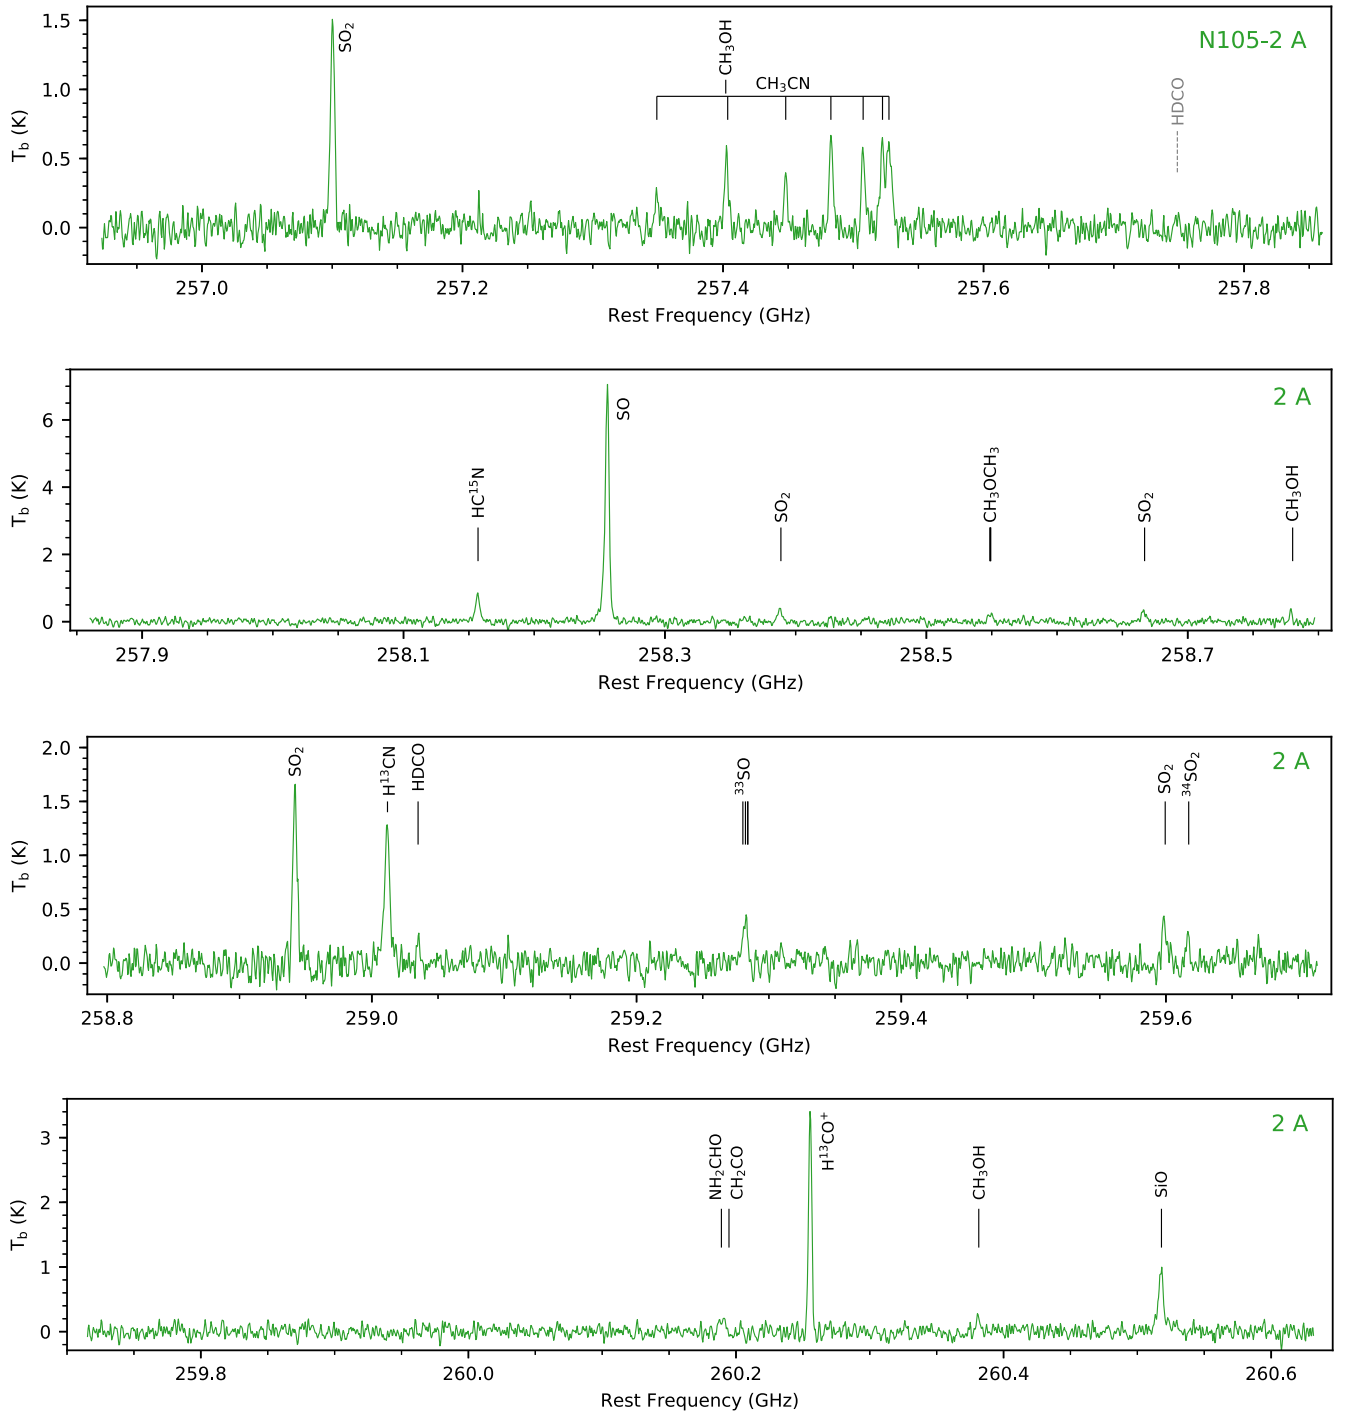 N105-2 A
SO₂
CH₃OH
CH₃CN
HDCO
T_b (K)
1.5
1.0
0.5
0.0
257.0 257.2 257.4 257.6 257.8
Rest Frequency (GHz)
2 A
HC¹⁵N
SO
SO₂
CH₃OCH₃
SO₂
CH₃OH
T_b (K)
6
4
2
0
257.9 258.1 258.3 258.5 258.7
Rest Frequency (GHz)
2 A
SO₂
H¹³CN
HDCO
³³SO
SO₂
³⁴SO₂
T_b (K)
2.0
1.5
1.0
0.5
0.0
258.8 259.0 259.2 259.4 259.6
Rest Frequency (GHz)
2 A
NH₂CHO
CH₂CO
H¹³CO⁺
CH₃OH
SiO
T_b (K)
3
2
1
0
259.8 260.0 260.2 260.4 260.6
Rest Frequency (GHz)